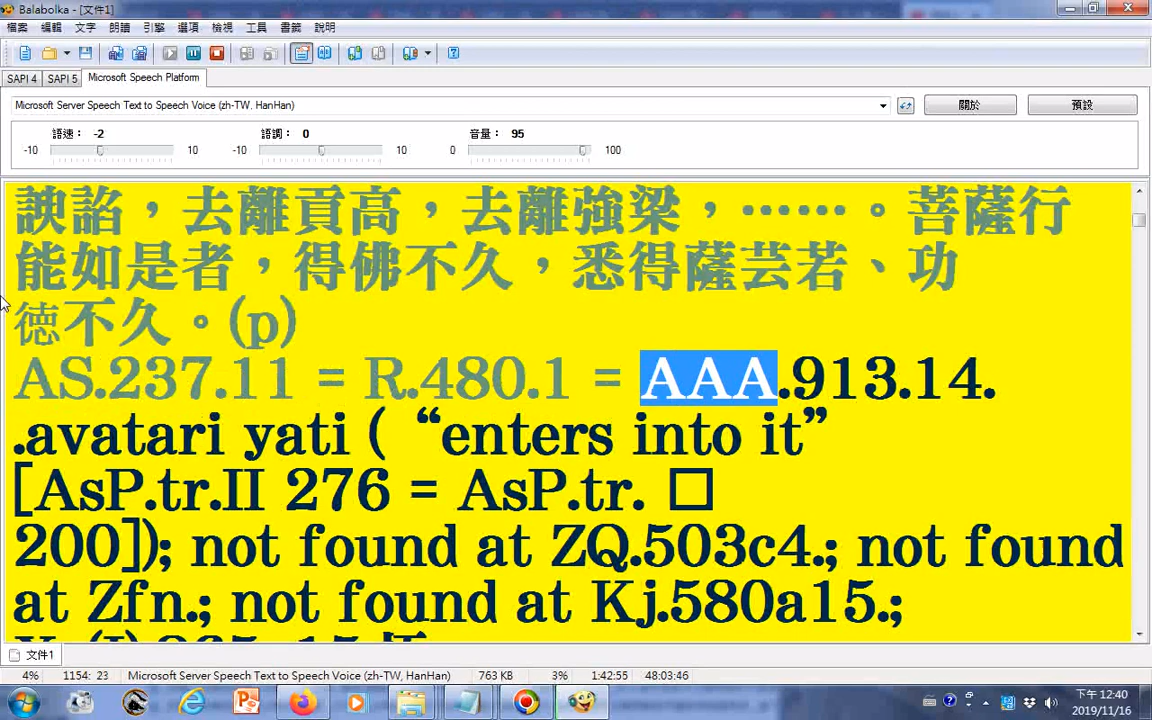 Balabolka - [文件1]
檔案 編輯 文字 朗讀 引擎 選項 檢視 工具 書籤 說明
SAPI 4 SAPI 5 Microsoft Speech Platform
Microsoft Server Speech Text to Speech Voice (zh-TW, HanHan) 關於 預設
語速： -2 語調： 0 音量： 95
-10 10 -10 10 0 100
諛諂，去離貢高，去離強梁，……。菩薩行
能如是者，得佛不久，悉得薩芸若、功
德不久。(p)
AS.237.11 = R.480.1 = AAA.913.14.
.avatari yati ( “enters into it”
[AsP.tr.II 276 = AsP.tr. □
200]); not found at ZQ.503c4.; not found
at Zfn.; not found at Kj.580a15.;
文件1
4% 1154: 23 Microsoft Server Speech Text to Speech Voice (zh-TW, HanHan) 763 KB 3% 1:42:55 48:03:46
下午 12:40
2019/11/16